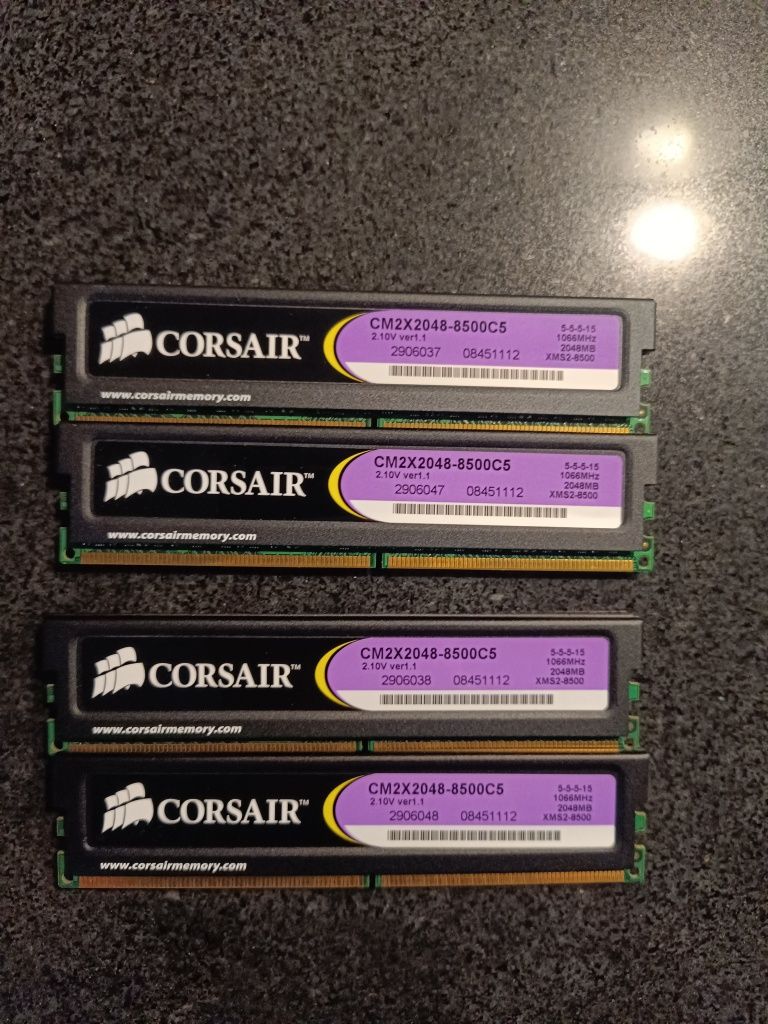 CORSAIR™
www.corsairmemory.com
CM2X2048-8500C5
2.10V ver1.1
2906037 08451112
5-5-5-15
1066MHz
2048MB
XMS2-8500
CORSAIR™
www.corsairmemory.com
CM2X2048-8500C5
2.10V ver1.1
2906047 08451112
5-5-5-15
1066MHz
2048MB
XMS2-8500
CORSAIR™
www.corsairmemory.com
CM2X2048-8500C5
2.10V ver1.1
2906038 08451112
5-5-5-15
1066MHz
2048MB
XMS2-8500
CORSAIR™
www.corsairmemory.com
CM2X2048-8500C5
2.10V ver1.1
2906048 08451112
5-5-5-15
1066MHz
2048MB
XMS2-8500